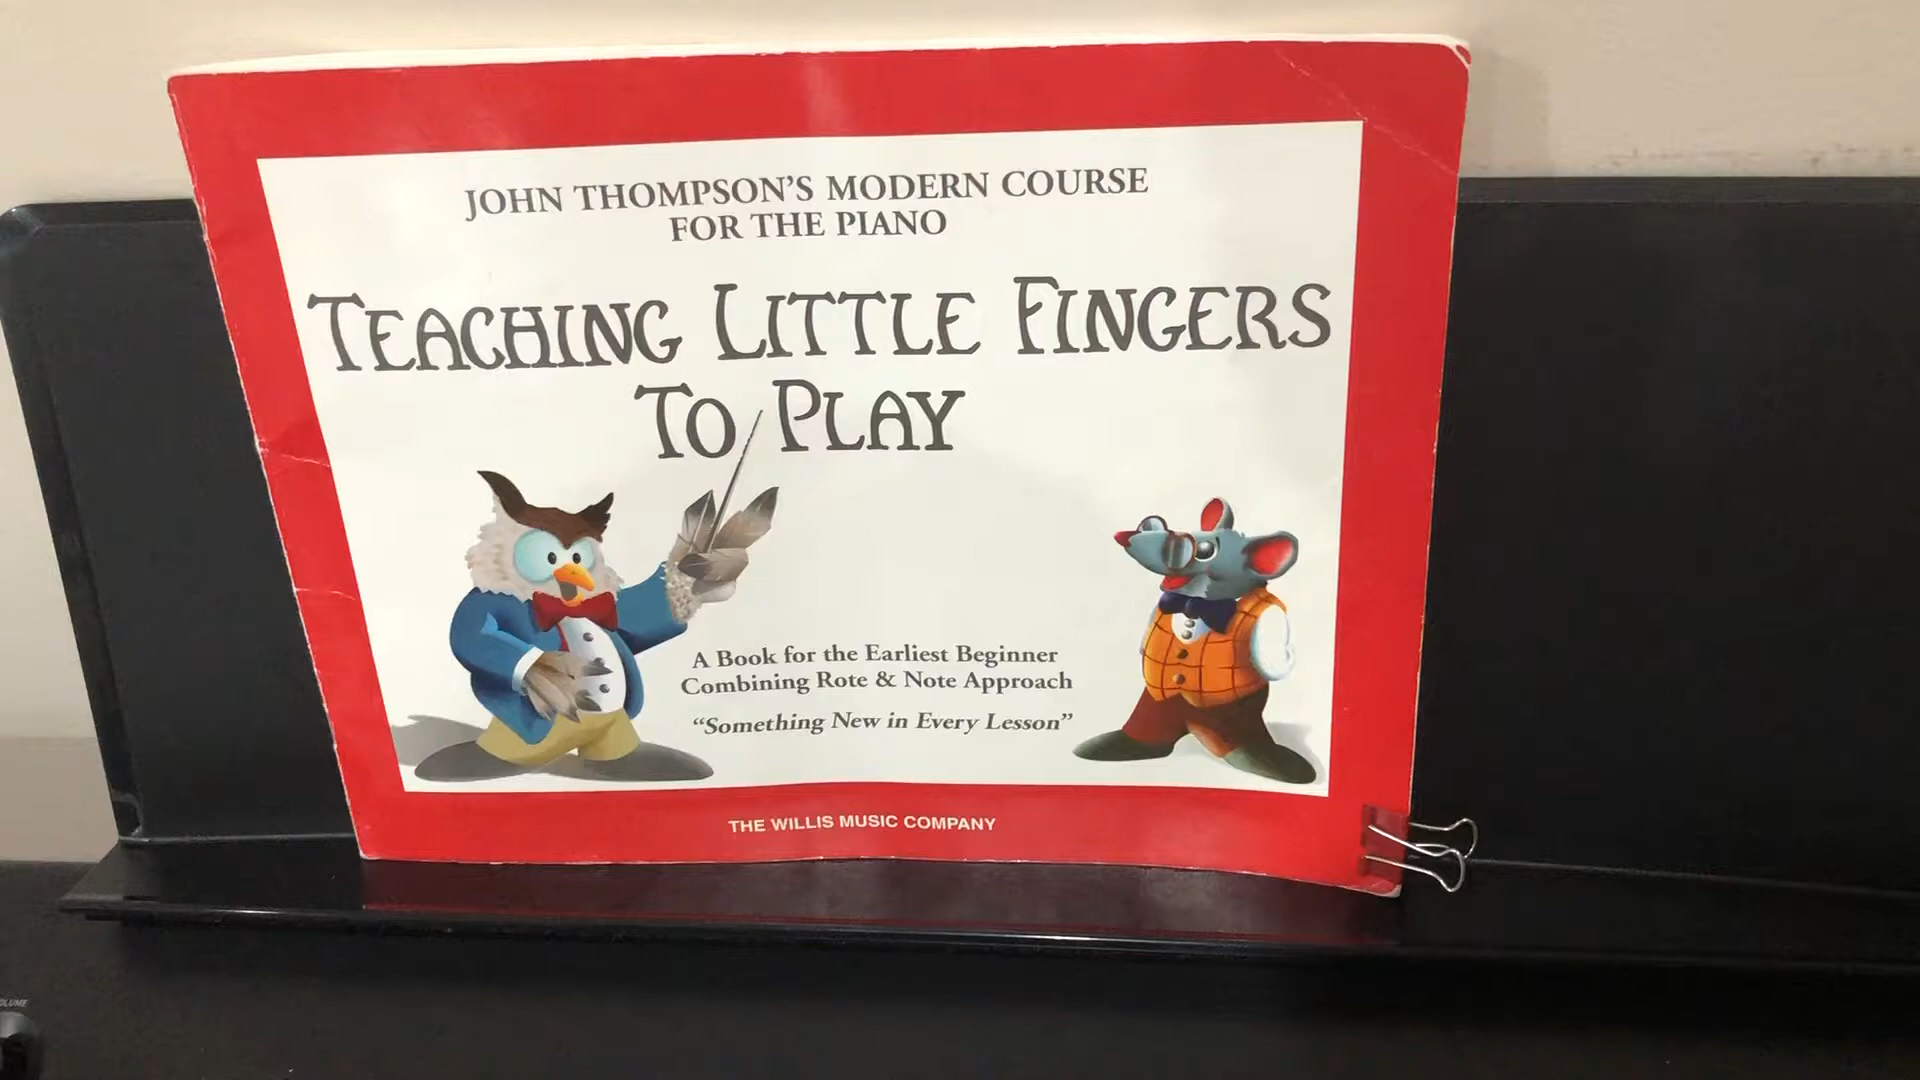 JOHN THOMPSON'S MODERN COURSE
FOR THE PIANO
TEACHING LITTLE FINGERS
TO PLAY
A Book for the Earliest Beginner
Combining Rote & Note Approach
“Something New in Every Lesson”
THE WILLIS MUSIC COMPANY